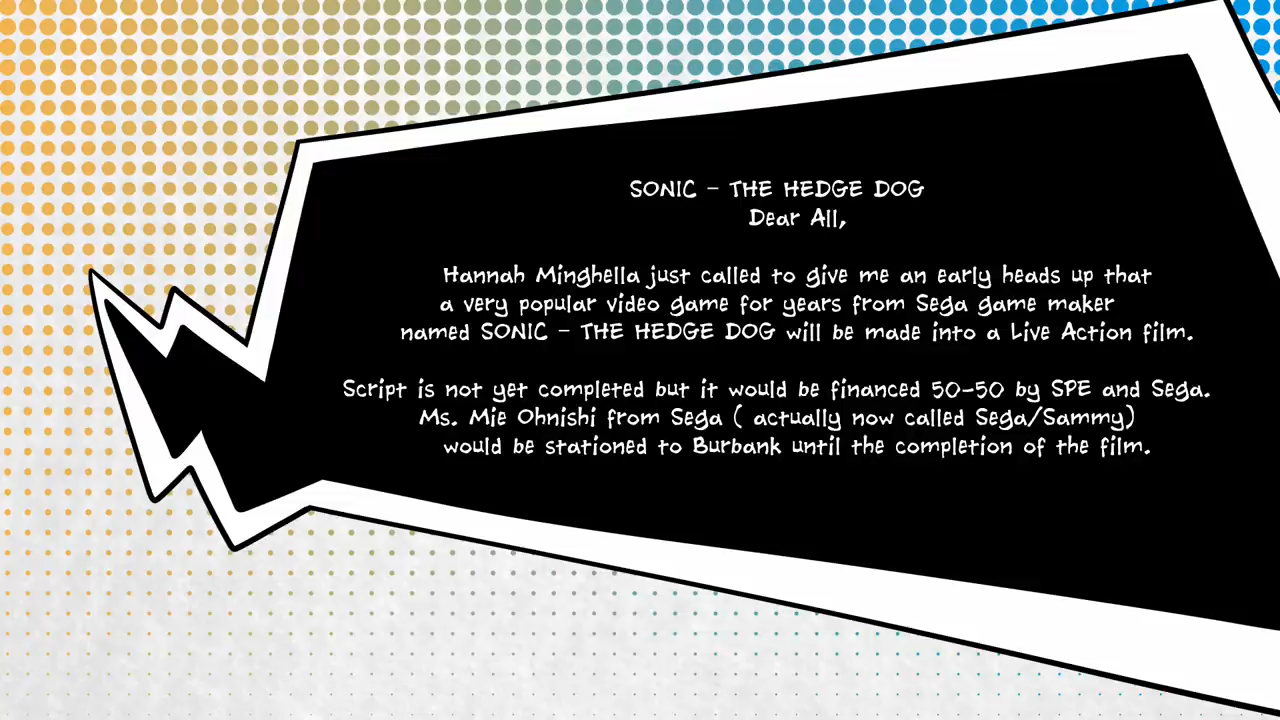 SONIC - THE HEDGE DOG
Dear All,
Hannah Minghella just called to give me an early heads up that
a very popular video game for years from Sega game maker
named SONIC - THE HEDGE DOG will be made into a Live Action film.
Script is not yet completed but it would be financed 50-50 by SPE and Sega.
Ms. Mie Ohnishi from Sega ( actually now called Sega/Sammy)
would be stationed to Burbank until the completion of the film.